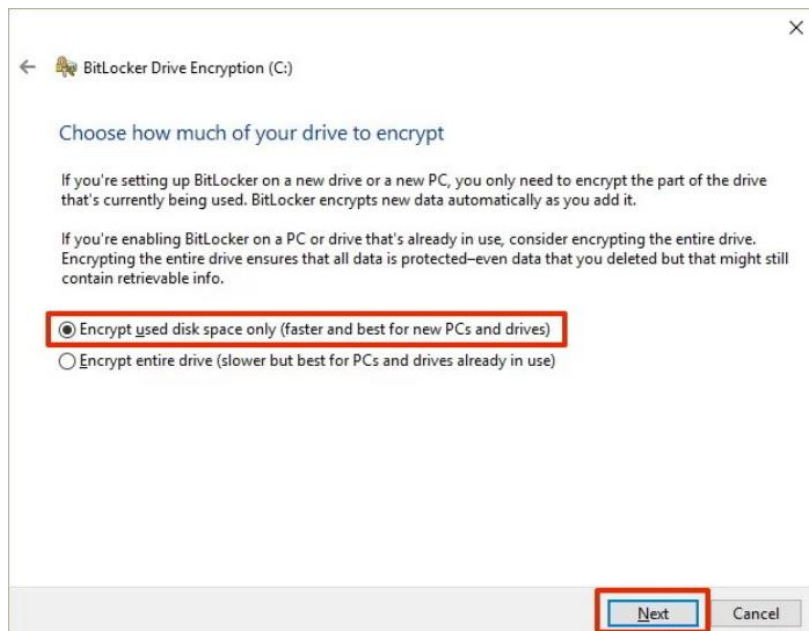 BitLocker Drive Encryption (C:)
Choose how much of your drive to encrypt
If you're setting up BitLocker on a new drive or a new PC, you only need to encrypt the part of the drive
that's currently being used. BitLocker encrypts new data automatically as you add it.
If you're enabling BitLocker on a PC or drive that's already in use, consider encrypting the entire drive.
Encrypting the entire drive ensures that all data is protected–even data that you deleted but that might still
contain retrievable info.
Encrypt used disk space only (faster and best for new PCs and drives)
Encrypt entire drive (slower but best for PCs and drives already in use)
Next Cancel